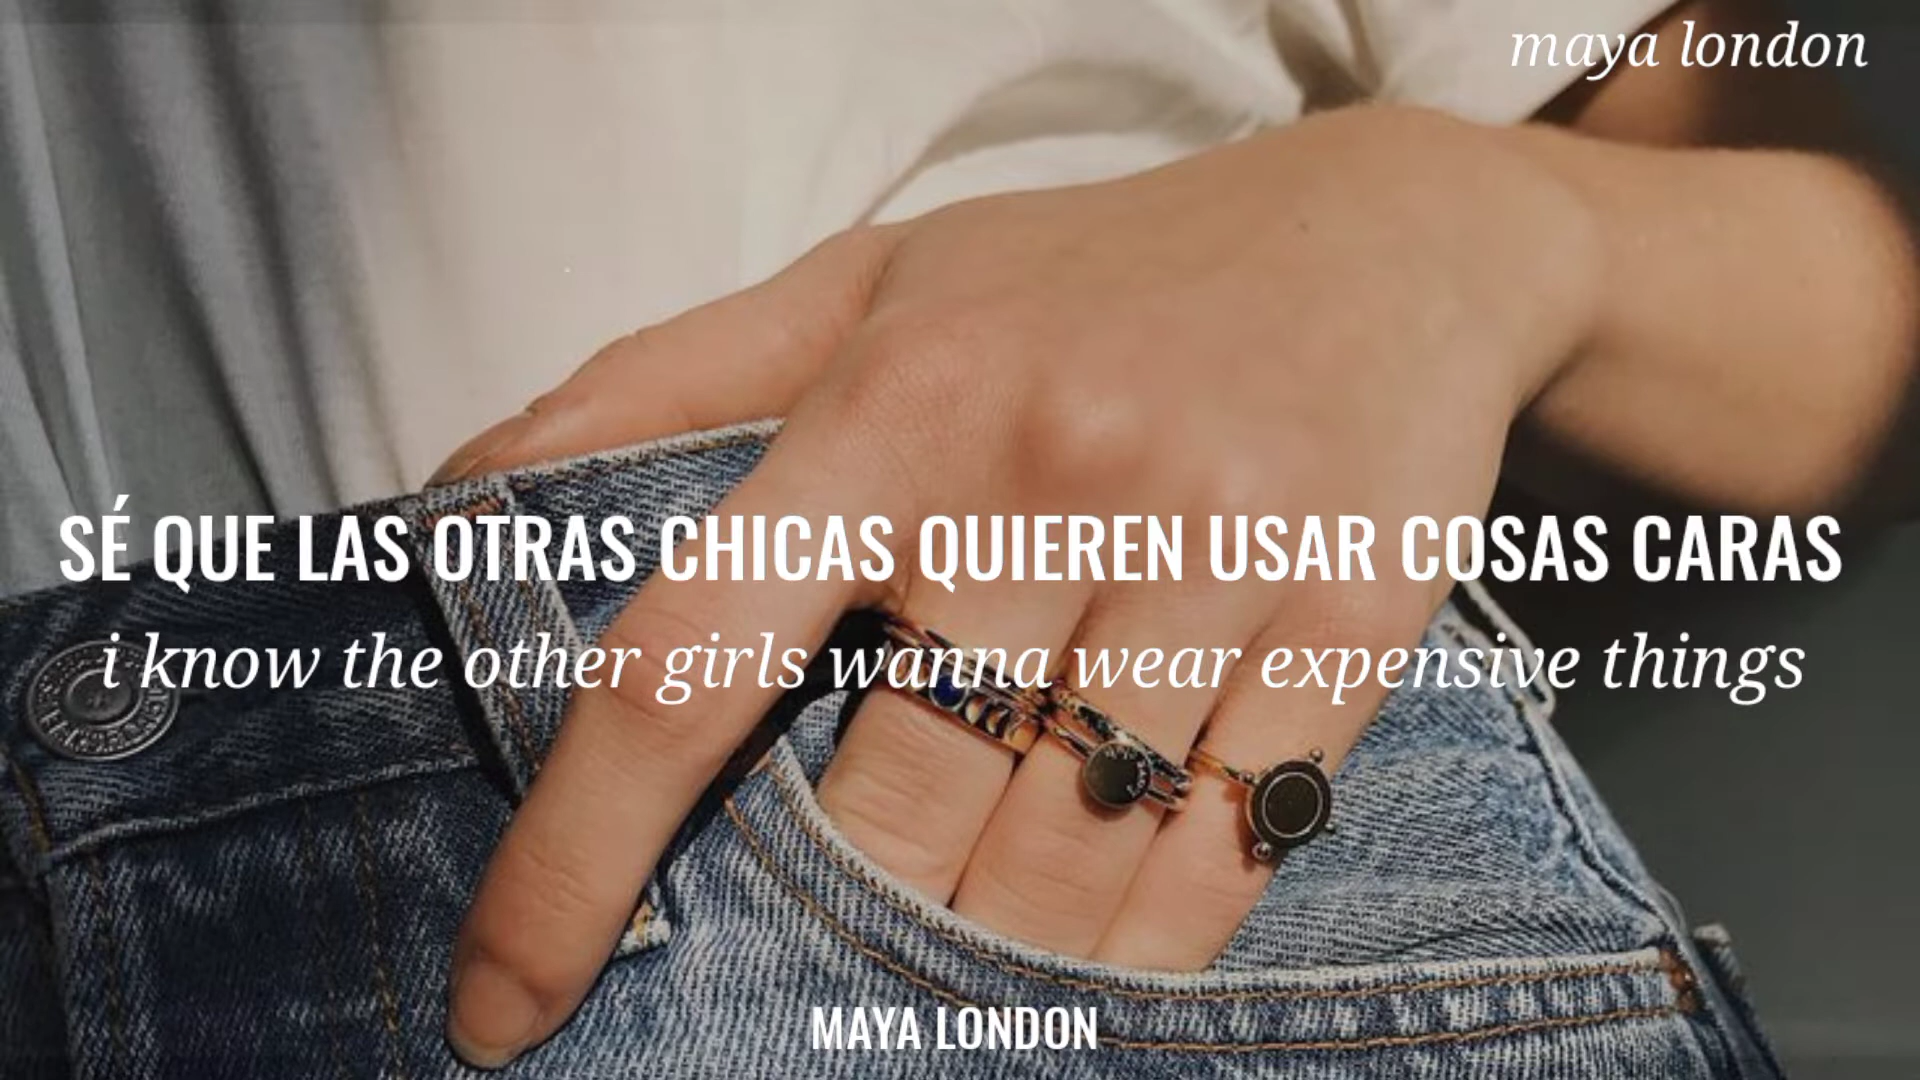 maya london
SÉ QUE LAS OTRAS CHICAS QUIEREN USAR COSAS CARAS
i know the other girls wanna wear expensive things
MAYA LONDON